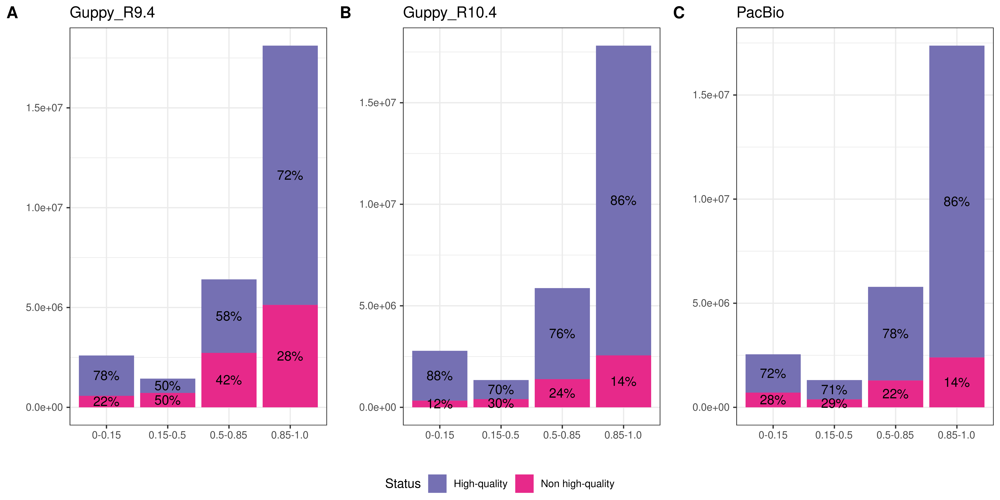 A Guppy_R9.4
1.5e+07
1.0e+07
5.0e+06
0.0e+00
78%
22%
50%
50%
58%
42%
72%
28%
0-0.15 0.15-0.5 0.5-0.85 0.85-1.0
B Guppy_R10.4
1.5e+07
1.0e+07
5.0e+06
0.0e+00
88%
12%
70%
30%
76%
24%
86%
14%
0-0.15 0.15-0.5 0.5-0.85 0.85-1.0
C PacBio
1.5e+07
1.0e+07
5.0e+06
0.0e+00
72%
28%
71%
29%
78%
22%
86%
14%
0-0.15 0.15-0.5 0.5-0.85 0.85-1.0
Status High-quality Non high-quality